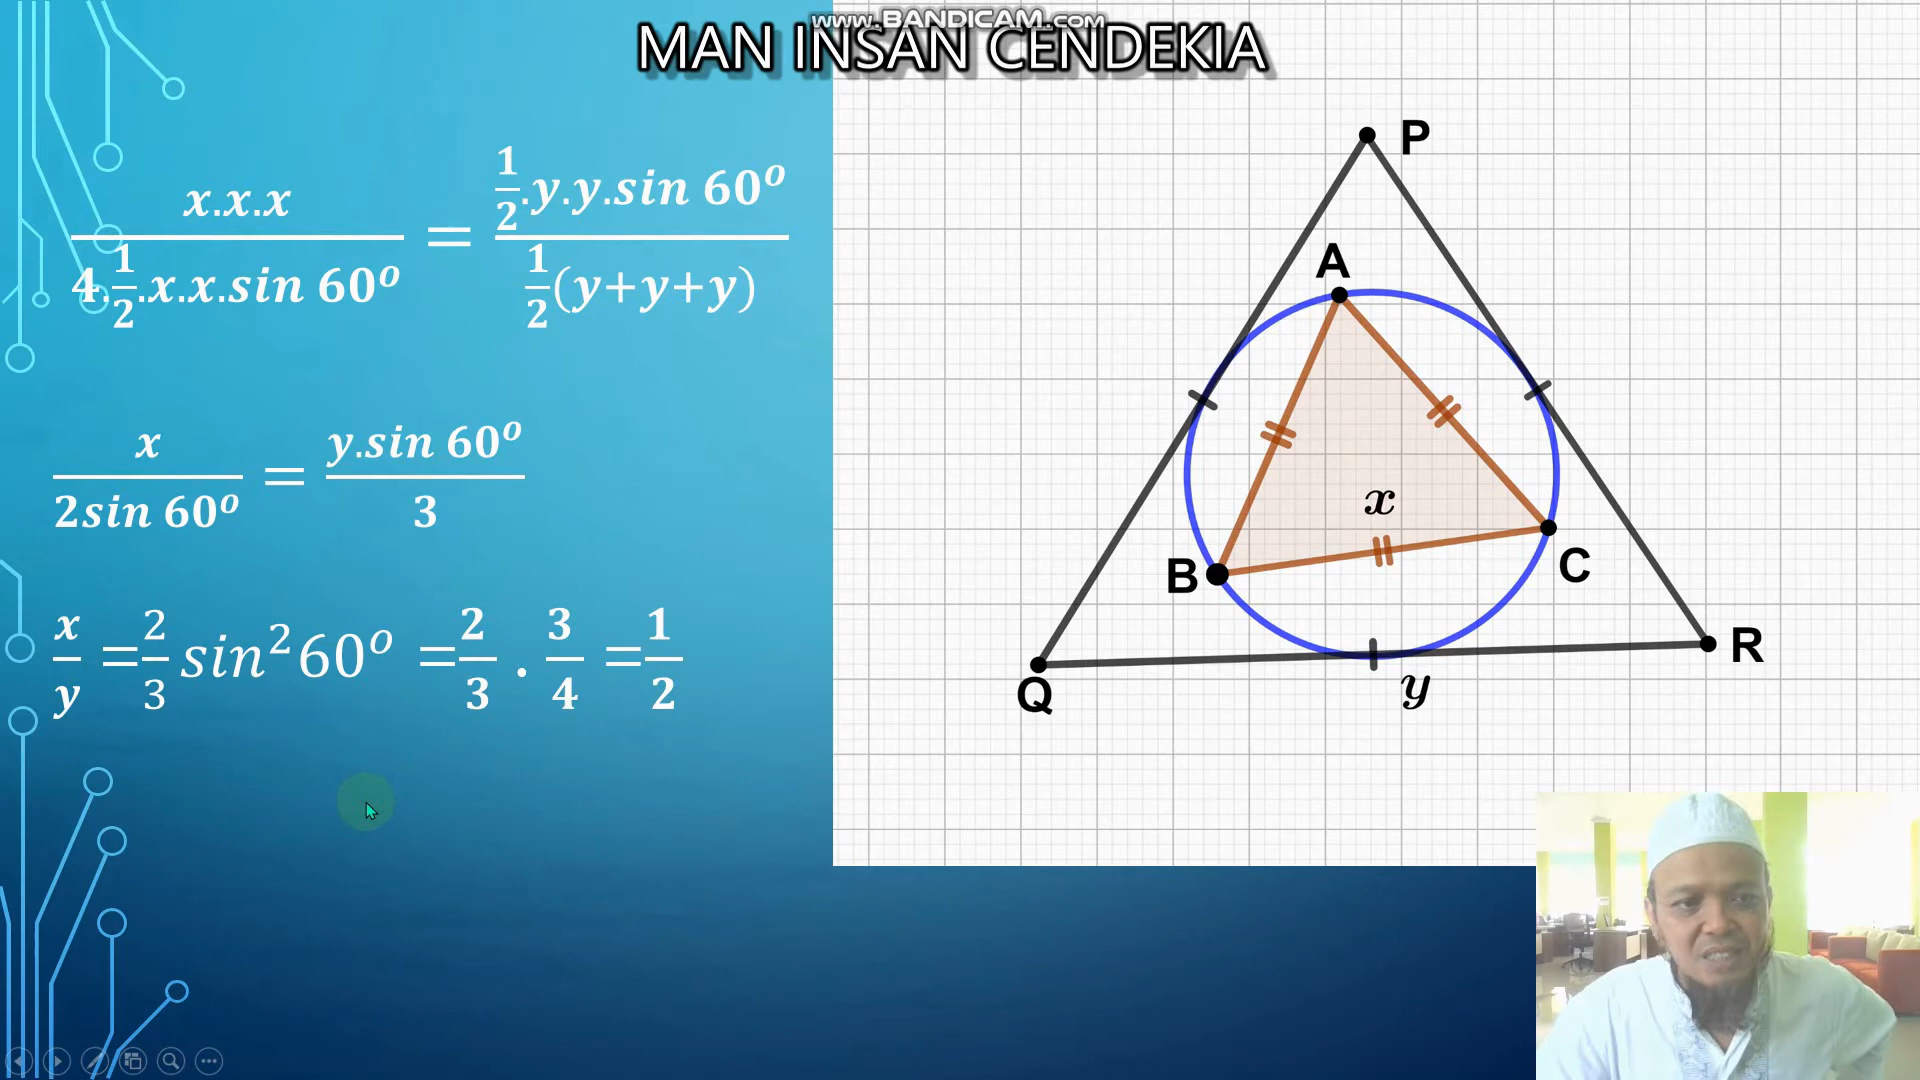 www.BANDICAM.com
MAN INSAN CENDEKIA
x.x.x / 4.1/2.x.x.sin 60° = 1/2.y.y.sin 60° / 1/2(y+y+y)
x / 2sin 60° = y.sin 60° / 3
x/y = 2/3 sin²60° = 2/3 . 3/4 = 1/2
P
A
x
B
C
Q
R
y